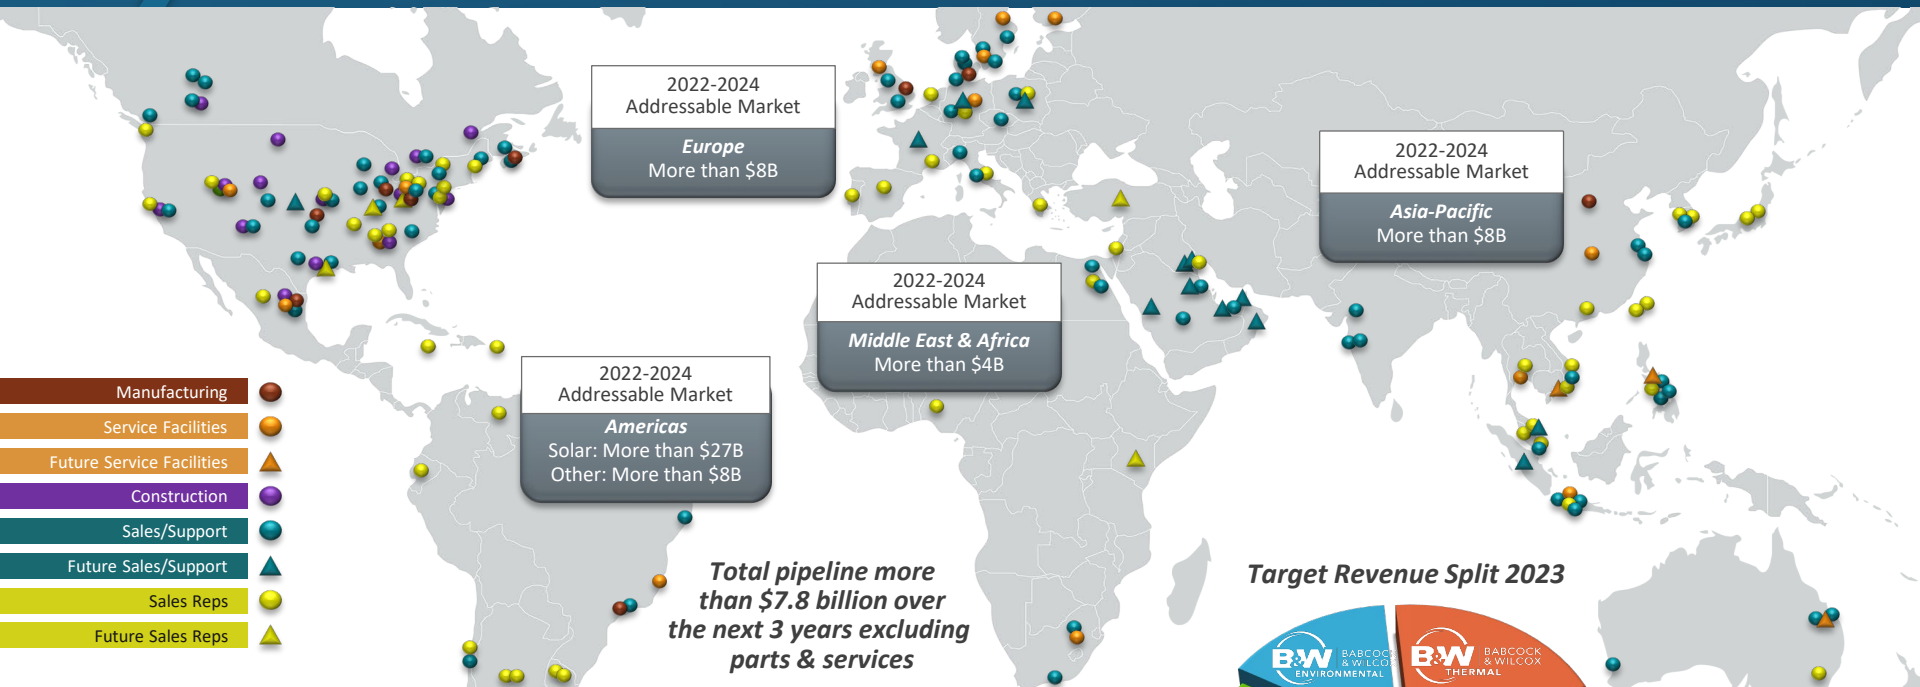 2022-2024
Addressable Market
Europe
More than $8B
2022-2024
Addressable Market
Asia-Pacific
More than $8B
2022-2024
Addressable Market
Middle East & Africa
More than $4B
2022-2024
Addressable Market
Americas
Solar: More than $27B
Other: More than $8B
Manufacturing
Service Facilities
Future Service Facilities
Construction
Sales/Support
Future Sales/Support
Sales Reps
Future Sales Reps
Total pipeline more
than $7.8 billion over
the next 3 years excluding
parts & services
Target Revenue Split 2023
B&W BABCOCK
& WILCOX
ENVIRONMENTAL
B&W BABCOCK
& WILCOX
THERMAL